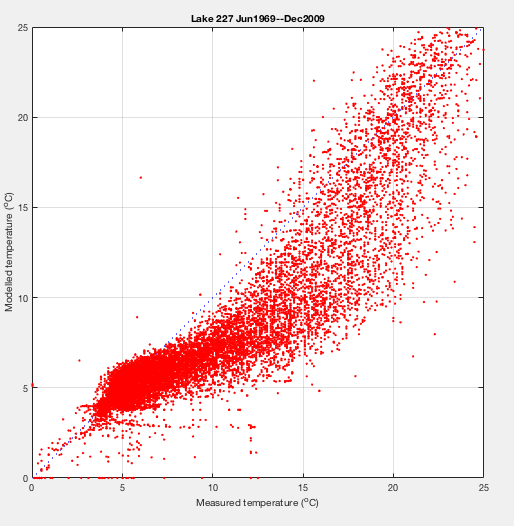 Lake 227 Jun1969--Dec2009
25
20
15
10
5
0
0 5 10 15 20 25
Modelled temperature (°C)
Measured temperature (°C)